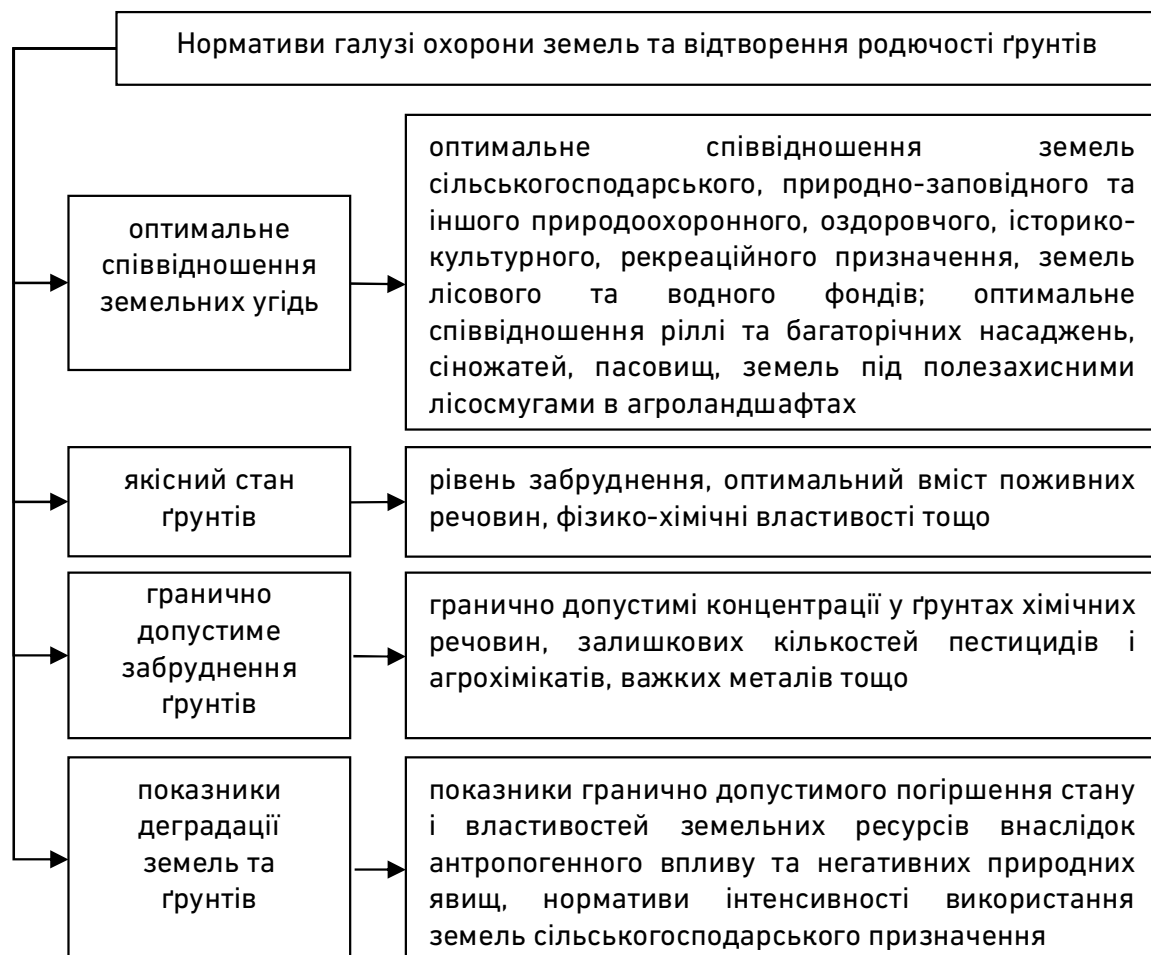 Нормативи галузі охорони земель та відтворення родючості ґрунтів
оптимальне
співвідношення
земельних угідь
оптимальне співвідношення земель
сільськогосподарського, природно-заповідного та
іншого природоохоронного, оздоровчого, історико-
культурного, рекреаційного призначення, земель
лісового та водного фондів; оптимальне
співвідношення ріллі та багаторічних насаджень,
сіножатей, пасовищ, земель під полезахисними
лісосмугами в агроландшафтах
якісний стан
ґрунтів
рівень забруднення, оптимальний вміст поживних
речовин, фізико-хімічні властивості тощо
гранично
допустиме
забруднення
ґрунтів
гранично допустимі концентрації у ґрунтах хімічних
речовин, залишкових кількостей пестицидів і
агрохімікатів, важких металів тощо
показники
деградації
земель та
ґрунтів
показники гранично допустимого погіршення стану
і властивостей земельних ресурсів внаслідок
антропогенного впливу та негативних природних
явищ, нормативи інтенсивності використання
земель сільськогосподарського призначення